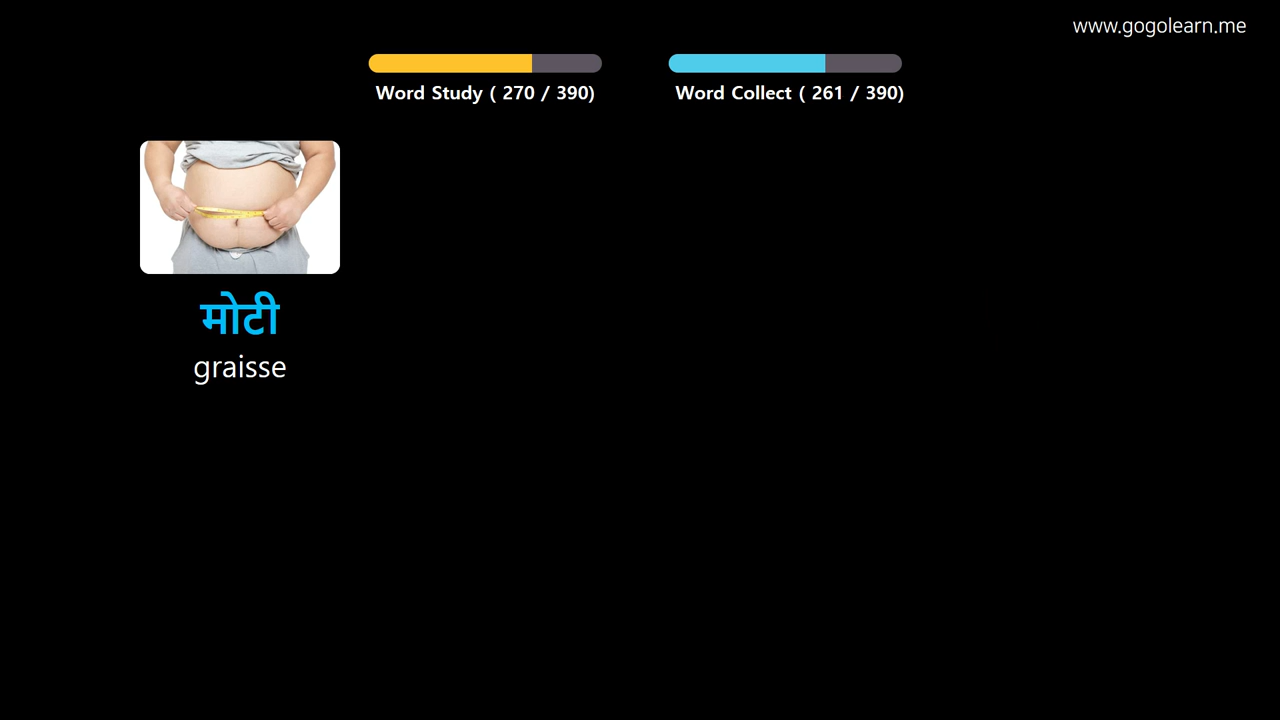 www.gogolearn.me
Word Study ( 270 / 390)
Word Collect ( 261 / 390)
मोटी
graisse